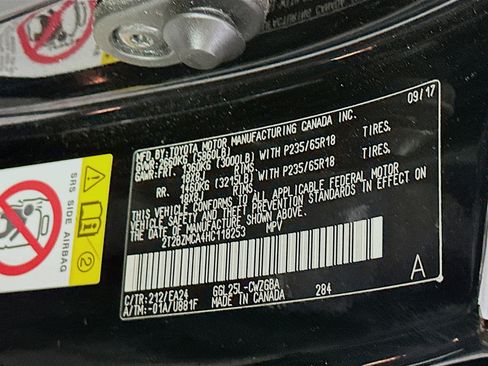 MFD. BY: TOYOTA MOTOR MANUFACTURING CANADA INC. 09/17
GVWR: 2660KG (5860LB)
GAWR: FRT. 1360KG (3000LB) WITH P235/65R18 TIRES,
18X8J RIMS
RR. 1460KG (3215LB) WITH P235/65R18 TIRES,
18X8J RIMS
THIS VEHICLE CONFORMS TO ALL APPLICABLE FEDERAL MOTOR
VEHICLE SAFETY AND THEFT PREVENTION STANDARDS IN EFFECT ON
THE DATE OF MANUFACTURE SHOWN ABOVE.
2T2BZMCA4HC118253 MPV
C/TR:212/EA24 GGL25L-CWZGBA 284
A/TM:-01A/U881F MADE IN CANADA
A
SRS SIDE AIRBAG
2